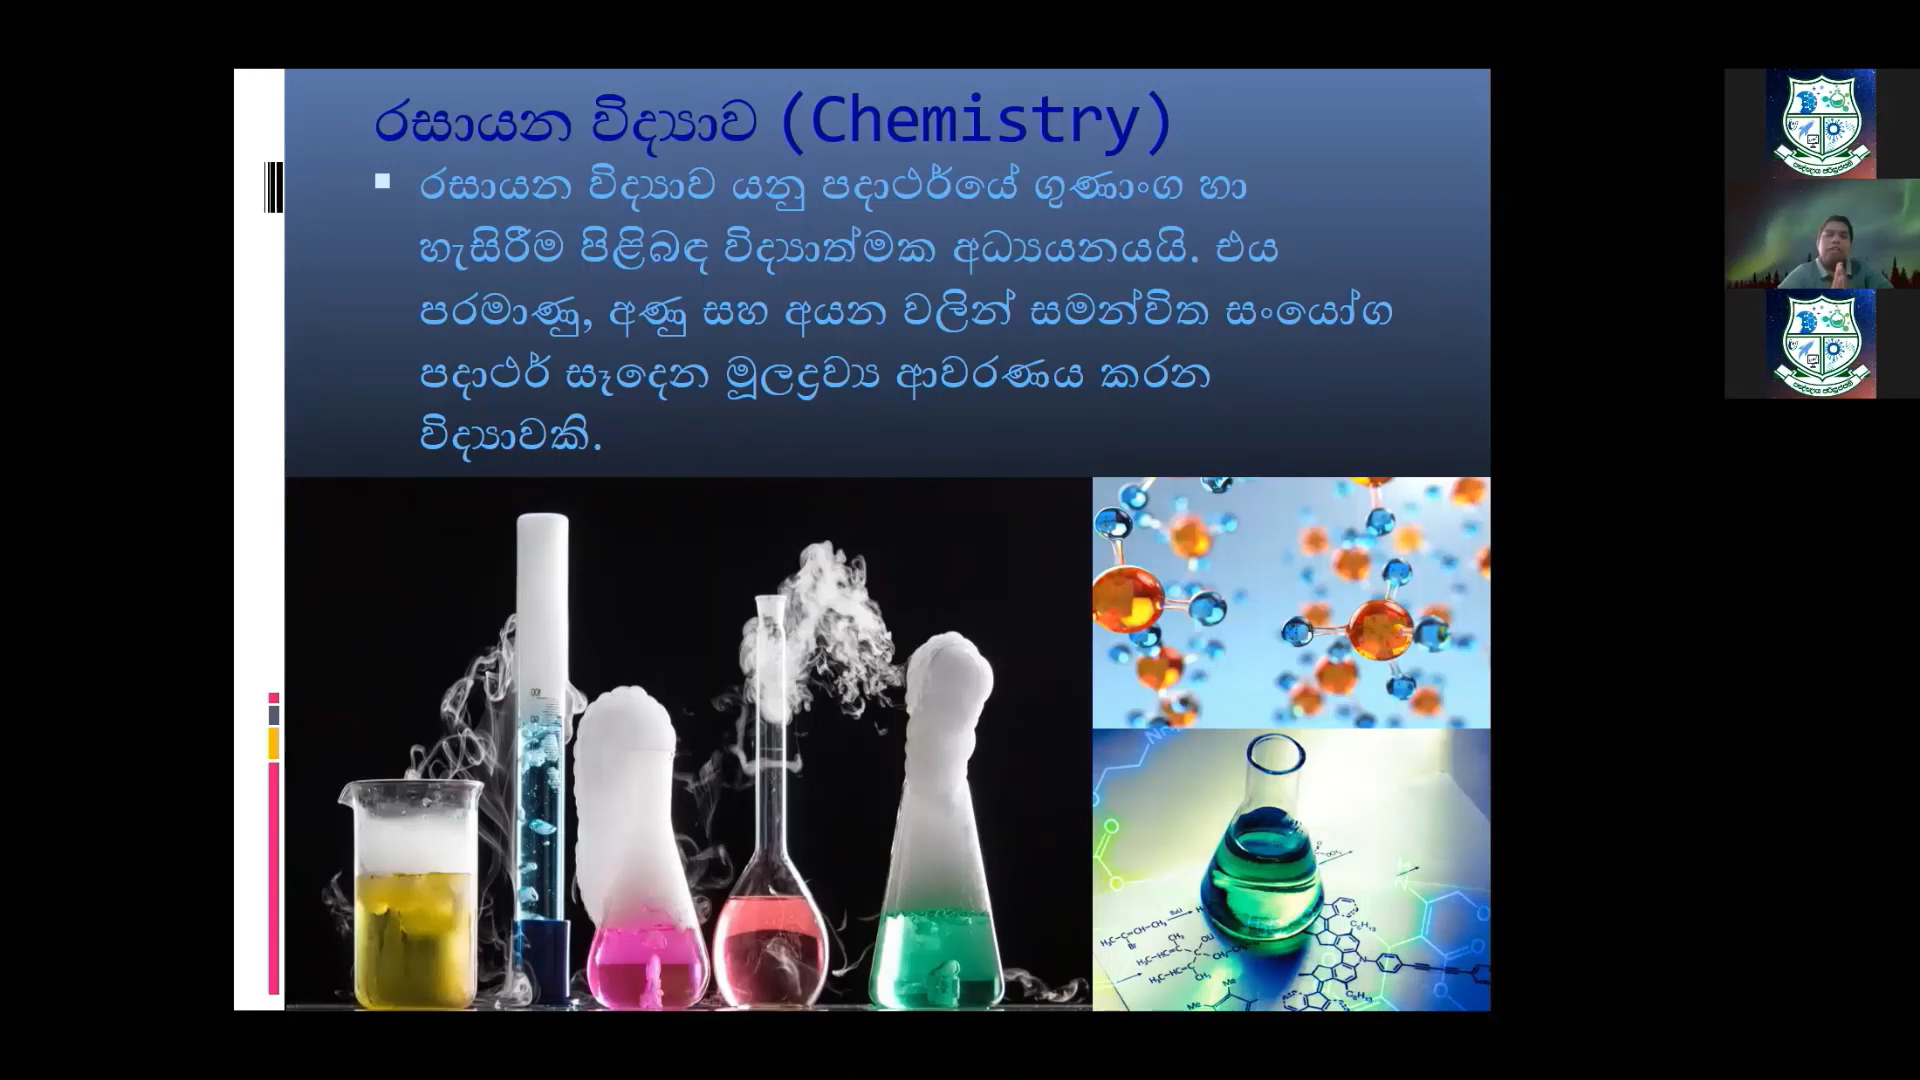 රසායන විද්‍යාව (Chemistry)
රසායන විද්‍යාව යනු පදාර්ථයේ ගුණාංග හා
හැසිරීම පිළිබඳ විද්‍යාත්මක අධ්‍යයනයයි. එය
පරමාණු, අණු සහ අයන වලින් සමන්විත සංයෝග
පදාර්ථ සෑදෙන මූලද්‍රව්‍ය ආවරණය කරන
විද්‍යාවකි.